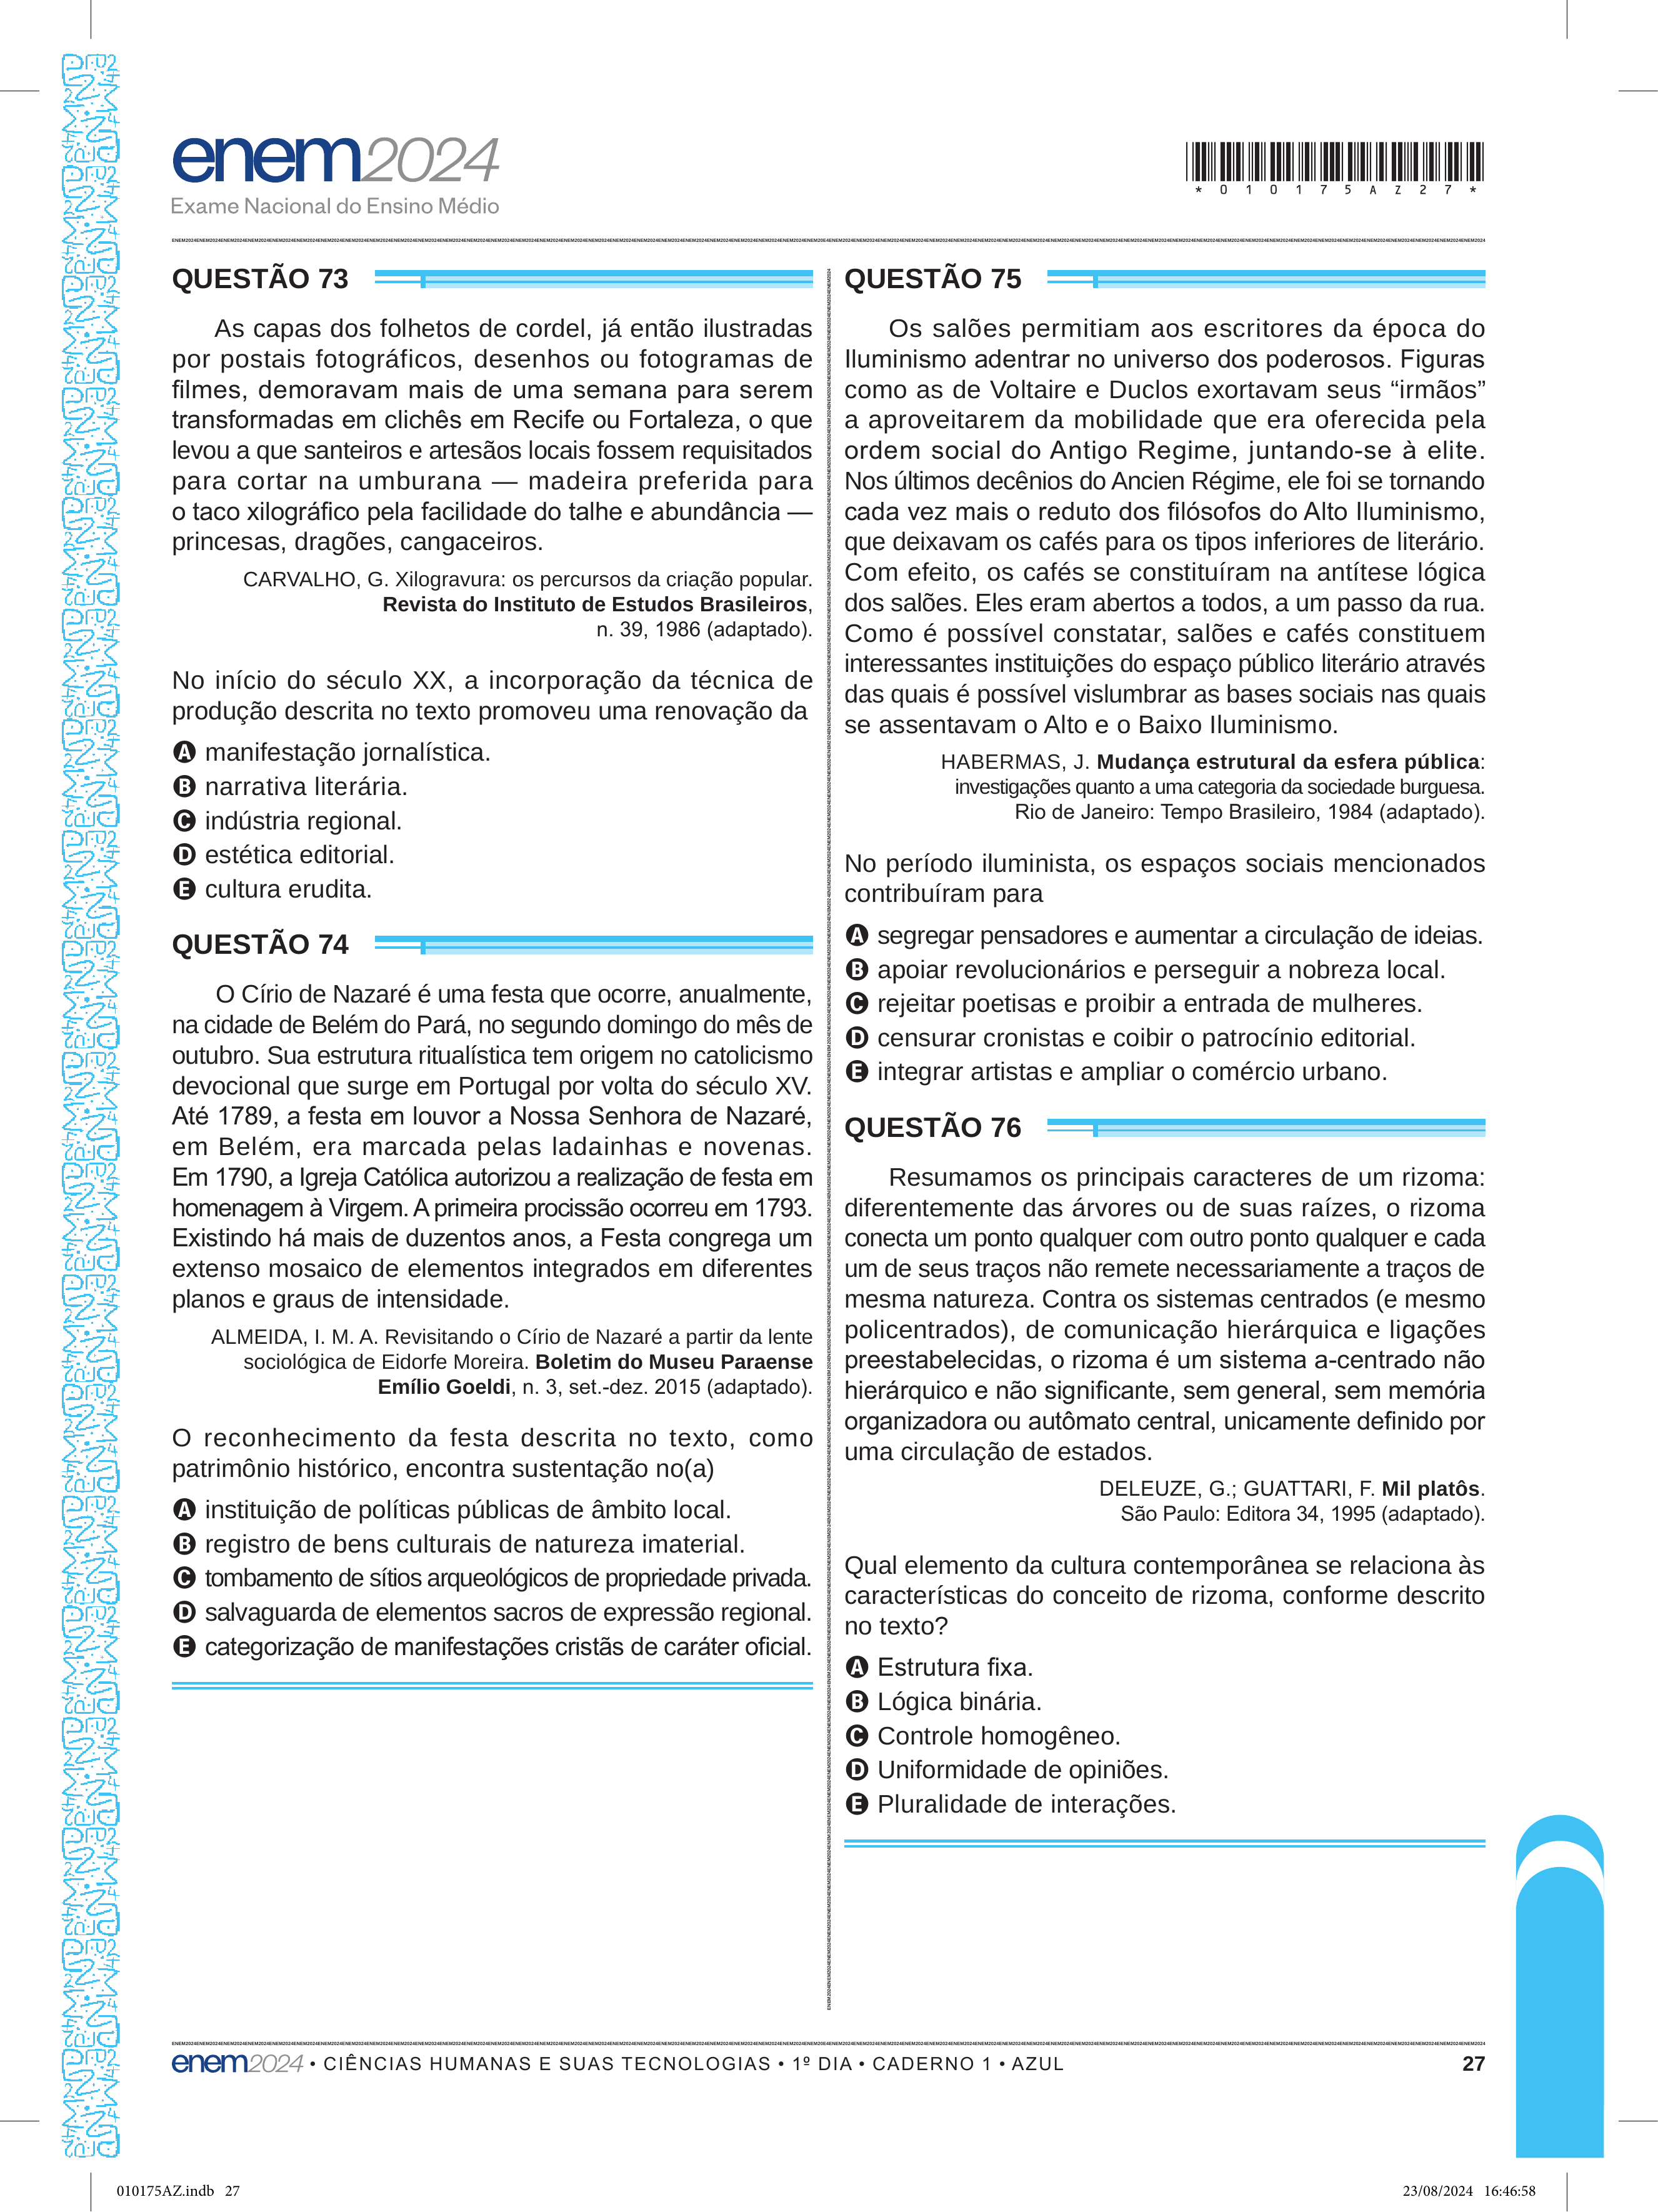 enem2024
Exame Nacional do Ensino Médio
*010175AZ27*
QUESTÃO 73
As capas dos folhetos de cordel, já então ilustradas
por postais fotográficos, desenhos ou fotogramas de
filmes, demoravam mais de uma semana para serem
transformadas em clichês em Recife ou Fortaleza, o que
levou a que santeiros e artesãos locais fossem requisitados
para cortar na umburana — madeira preferida para
o taco xilográfico pela facilidade do talhe e abundância —
princesas, dragões, cangaceiros.
CARVALHO, G. Xilogravura: os percursos da criação popular.
Revista do Instituto de Estudos Brasileiros,
n. 39, 1986 (adaptado).
No início do século XX, a incorporação da técnica de
produção descrita no texto promoveu uma renovação da
A manifestação jornalística.
B narrativa literária.
C indústria regional.
D estética editorial.
E cultura erudita.
QUESTÃO 74
O Círio de Nazaré é uma festa que ocorre, anualmente,
na cidade de Belém do Pará, no segundo domingo do mês de
outubro. Sua estrutura ritualística tem origem no catolicismo
devocional que surge em Portugal por volta do século XV.
Até 1789, a festa em louvor a Nossa Senhora de Nazaré,
em Belém, era marcada pelas ladainhas e novenas.
Em 1790, a Igreja Católica autorizou a realização de festa em
homenagem à Virgem. A primeira procissão ocorreu em 1793.
Existindo há mais de duzentos anos, a Festa congrega um
extenso mosaico de elementos integrados em diferentes
planos e graus de intensidade.
ALMEIDA, I. M. A. Revisitando o Círio de Nazaré a partir da lente
sociológica de Eidorfe Moreira. Boletim do Museu Paraense
Emílio Goeldi, n. 3, set.-dez. 2015 (adaptado).
O reconhecimento da festa descrita no texto, como
patrimônio histórico, encontra sustentação no(a)
A instituição de políticas públicas de âmbito local.
B registro de bens culturais de natureza imaterial.
C tombamento de sítios arqueológicos de propriedade privada.
D salvaguarda de elementos sacros de expressão regional.
E categorização de manifestações cristãs de caráter oficial.
QUESTÃO 75
Os salões permitiam aos escritores da época do
Iluminismo adentrar no universo dos poderosos. Figuras
como as de Voltaire e Duclos exortavam seus “irmãos”
a aproveitarem da mobilidade que era oferecida pela
ordem social do Antigo Regime, juntando-se à elite.
Nos últimos decênios do Ancien Régime, ele foi se tornando
cada vez mais o reduto dos filósofos do Alto Iluminismo,
que deixavam os cafés para os tipos inferiores de literário.
Com efeito, os cafés se constituíram na antítese lógica
dos salões. Eles eram abertos a todos, a um passo da rua.
Como é possível constatar, salões e cafés constituem
interessantes instituições do espaço público literário através
das quais é possível vislumbrar as bases sociais nas quais
se assentavam o Alto e o Baixo Iluminismo.
HABERMAS, J. Mudança estrutural da esfera pública:
investigações quanto a uma categoria da sociedade burguesa.
Rio de Janeiro: Tempo Brasileiro, 1984 (adaptado).
No período iluminista, os espaços sociais mencionados
contribuíram para
A segregar pensadores e aumentar a circulação de ideias.
B apoiar revolucionários e perseguir a nobreza local.
C rejeitar poetisas e proibir a entrada de mulheres.
D censurar cronistas e coibir o patrocínio editorial.
E integrar artistas e ampliar o comércio urbano.
QUESTÃO 76
Resumamos os principais caracteres de um rizoma:
diferentemente das árvores ou de suas raízes, o rizoma
conecta um ponto qualquer com outro ponto qualquer e cada
um de seus traços não remete necessariamente a traços de
mesma natureza. Contra os sistemas centrados (e mesmo
policentrados), de comunicação hierárquica e ligações
preestabelecidas, o rizoma é um sistema a-centrado não
hierárquico e não significante, sem general, sem memória
organizadora ou autômato central, unicamente definido por
uma circulação de estados.
DELEUZE, G.; GUATTARI, F. Mil platôs.
São Paulo: Editora 34, 1995 (adaptado).
Qual elemento da cultura contemporânea se relaciona às
características do conceito de rizoma, conforme descrito
no texto?
A Estrutura fixa.
B Lógica binária.
C Controle homogêneo.
D Uniformidade de opiniões.
E Pluralidade de interações.
enem2024 • CIÊNCIAS HUMANAS E SUAS TECNOLOGIAS • 1º DIA • CADERNO 1 • AZUL
27
010175AZ.indb 27
23/08/2024 16:46:58